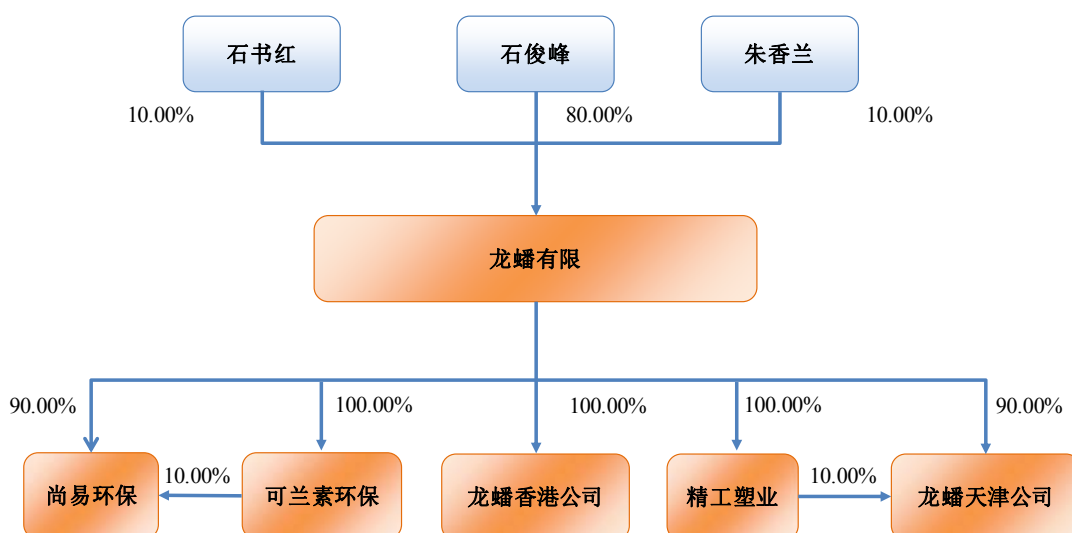 石书红
石俊峰
朱香兰
10.00%
80.00%
10.00%
龙蟠有限
90.00%
100.00%
100.00%
100.00%
90.00%
尚易环保
10.00%
可兰素环保
龙蟠香港公司
精工塑业
10.00%
龙蟠天津公司